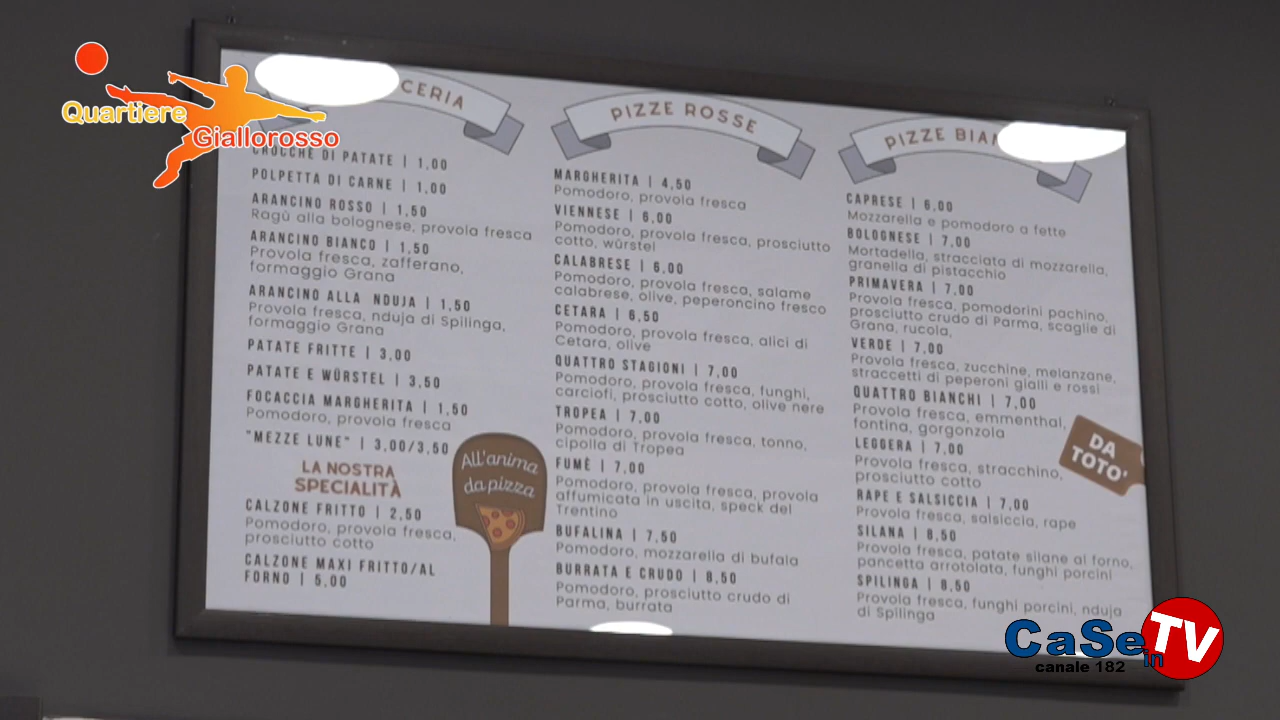 Quartiere
Giallorosso
CERIA
CROCCHÈ DI PATATE | 1,00
POLPETTA DI CARNE | 1,00
ARANCINO ROSSO | 1,50
Ragù alla bolognese, provola fresca
ARANCINO BIANCO | 1,50
Provola fresca, zafferano,
formaggio Grana
ARANCINO ALLA NDUJA | 1,50
Provola fresca, nduja di Spilinga,
formaggio Grana
PATATE FRITTE | 3,00
PATATE E WÜRSTEL | 3,50
FOCACCIA MARGHERITA | 1,50
Pomodoro, provola fresca
"MEZZE LUNE" | 3,00/3,50
LA NOSTRA
SPECIALITÀ
CALZONE FRITTO | 2,50
Pomodoro, provola fresca,
prosciutto cotto
CALZONE MAXI FRITTO/AL
FORNO | 5,00
All'anima
da pizza
PIZZE ROSSE
MARGHERITA | 4,50
Pomodoro, provola fresca
VIENNESE | 6,00
Pomodoro, provola fresca, prosciutto
cotto, würstel
CALABRESE | 6,00
Pomodoro, provola fresca, salame
calabrese, olive, peperoncino fresco
CETARA | 6,50
Pomodoro, provola fresca, alici di
Cetara, olive
QUATTRO STAGIONI | 7,00
Pomodoro, provola fresca, funghi,
carciofi, prosciutto cotto, olive nere
TROPEA | 7,00
Pomodoro, provola fresca, tonno,
cipolla di Tropea
FUMÈ | 7,00
Pomodoro, provola fresca, provola
affumicata in uscita, speck del
Trentino
BUFALINA | 7,50
Pomodoro, mozzarella di bufala
BURRATA E CRUDO | 8,50
Pomodoro, prosciutto crudo di
Parma, burrata
PIZZE BIAN
CAPRESE | 6,00
Mozzarella e pomodoro a fette
BOLOGNESE | 7,00
Mortadella, stracciata di mozzarella,
granella di pistacchio
PRIMAVERA | 7,00
Provola fresca, pomodorini pachino,
prosciutto crudo di Parma, scaglie di
Grana, rucola,
VERDE | 7,00
Provola fresca, zucchine, melanzane,
straccetti di peperoni gialli e rossi
QUATTRO BIANCHI | 7,00
Provola fresca, emmenthal,
fontina, gorgonzola
LEGGERA | 7,00
Provola fresca, stracchino,
prosciutto cotto
RAPE E SALSICCIA | 7,00
Provola fresca, salsiccia, rape
SILANA | 8,50
Provola fresca, patate silane al forno,
pancetta arrotolata, funghi porcini
SPILINGA | 8,50
Provola fresca, funghi porcini, nduja
di Spilinga
DA
TOTO'
CaSe in TV
canale 182